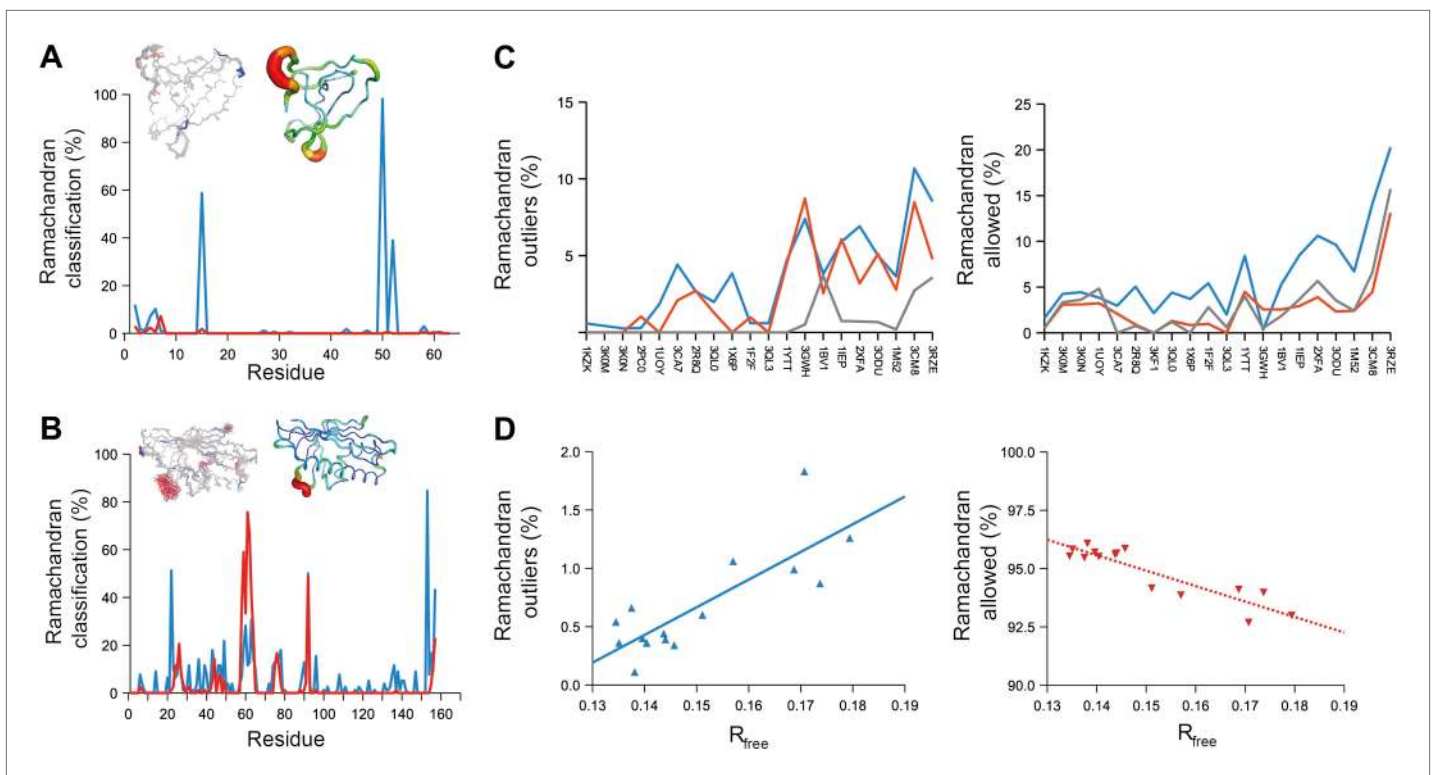 A
Ramachandran
classification (%)
100
80
60
40
20
0
0 10 20 30 40 50 60
Residue
B
Ramachandran
classification (%)
100
80
60
40
20
0
0 20 40 60 80 100 120 140 160
Residue
C
Ramachandran
outliers (%)
15
10
5
1KZK
3K0M
3K0N
2PC0
1UOY
3CA7
2R8Q
3QL0
1X6P
1F2F
3QL3
1YTT
3GWH
1BV1
1IEP
2XFA
3ODU
1M52
3CM8
3RZE
Ramachandran
allowed (%)
25
20
15
10
5
0
1KZK
3K0M
3K0N
1UOY
3CA7
2R8Q
3KF1
3QL0
1X6P
1F2F
3QL3
1YTT
3GWH
1BV1
1IEP
2XFA
3ODU
1M52
3CM8
3RZE
D
Ramachandran
outliers (%)
2.0
1.5
1.0
0.5
0.0
0.13 0.14 0.15 0.16 0.17 0.18 0.19
Rfree
Ramachandran
allowed (%)
100.0
97.5
95.0
92.5
90.0
0.13 0.14 0.15 0.16 0.17 0.18 0.19
Rfree